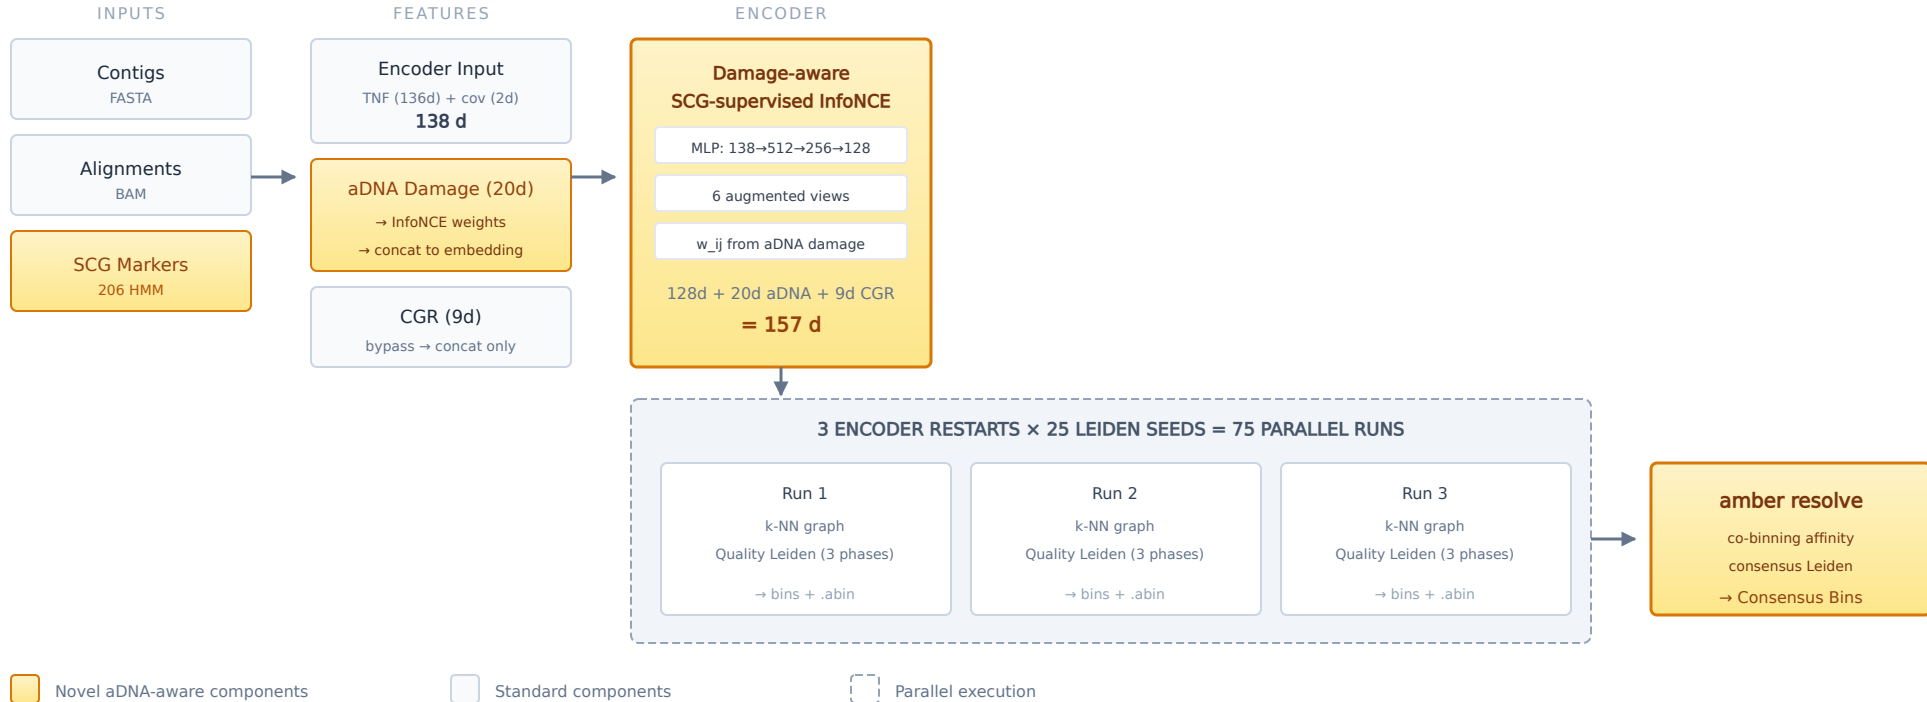 INPUTS
FEATURES
ENCODER
Contigs
FASTA
Alignments
BAM
SCG Markers
206 HMM
Encoder Input
TNF (136d) + cov (2d)
138 d
aDNA Damage (20d)
→ InfoNCE weights
→ concat to embedding
CGR (9d)
bypass → concat only
Damage-aware
SCG-supervised InfoNCE
MLP: 138→512→256→128
6 augmented views
w_ij from aDNA damage
128d + 20d aDNA + 9d CGR
= 157 d
3 ENCODER RESTARTS × 25 LEIDEN SEEDS = 75 PARALLEL RUNS
Run 1
k-NN graph
Quality Leiden (3 phases)
→ bins + .abin
Run 2
k-NN graph
Quality Leiden (3 phases)
→ bins + .abin
Run 3
k-NN graph
Quality Leiden (3 phases)
→ bins + .abin
amber resolve
co-binning affinity
consensus Leiden
→ Consensus Bins
Novel aDNA-aware components
Standard components
Parallel execution